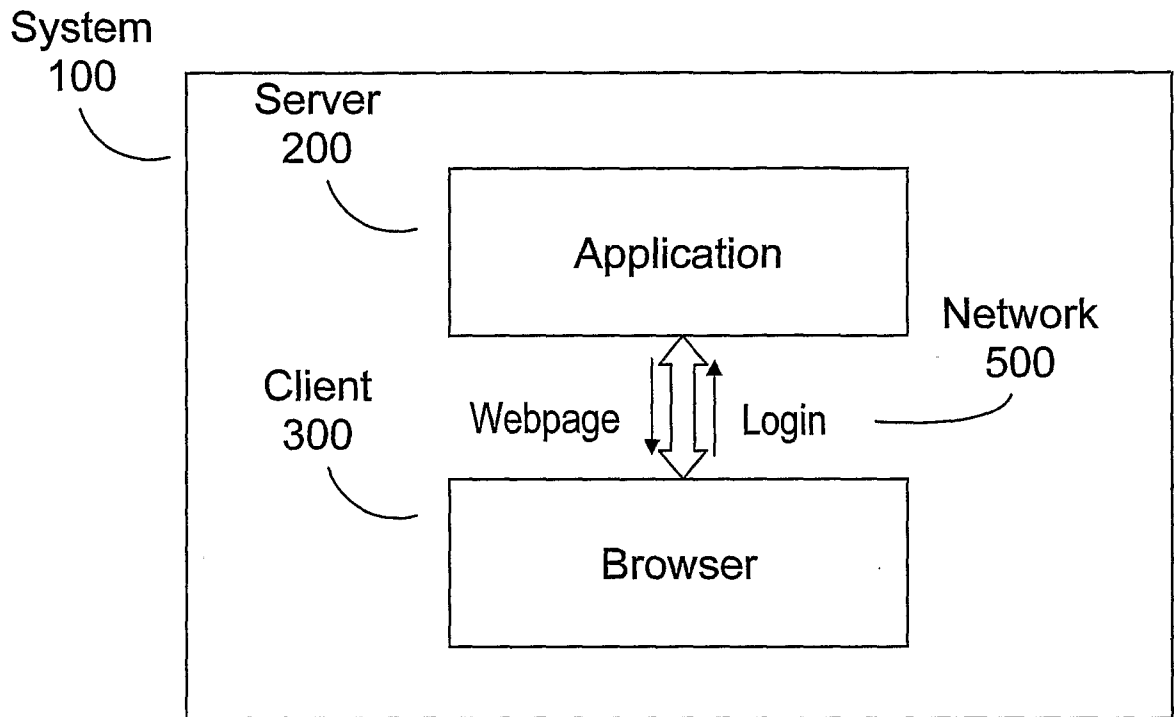 System
100
Server
200
Application
Network
500
Client
300
Webpage
Login
Browser